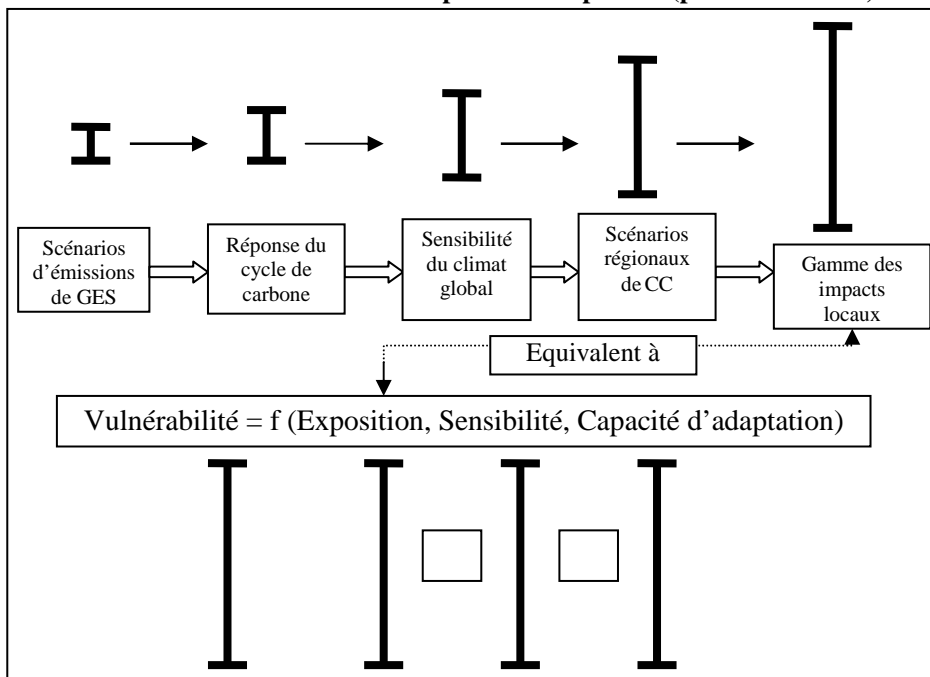 Scénarios
d'émissions
de GES
Réponse du
cycle de
carbone
Sensibilité
du climat
global
Scénarios
régionaux
de CC
Gamme des
impacts
locaux
Equivalent à
Vulnérabilité = f (Exposition, Sensibilité, Capacité d'adaptation)